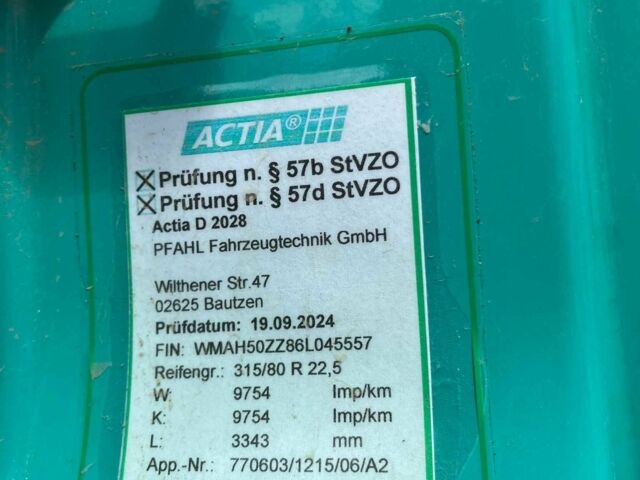 ACTIA®
Prüfung n. § 57b StVZO
Prüfung n. § 57d StVZO
Actia D 2028
PFAHL Fahrzeugtechnik GmbH
Wilthener Str.47
02625 Bautzen
Prüfdatum: 19.09.2024
FIN: WMAH50ZZ86L045557
Reifengr.: 315/80 R 22,5
W: 9754 Imp/km
K: 9754 Imp/km
L: 3343 mm
App.-Nr.: 770603/1215/06/A2